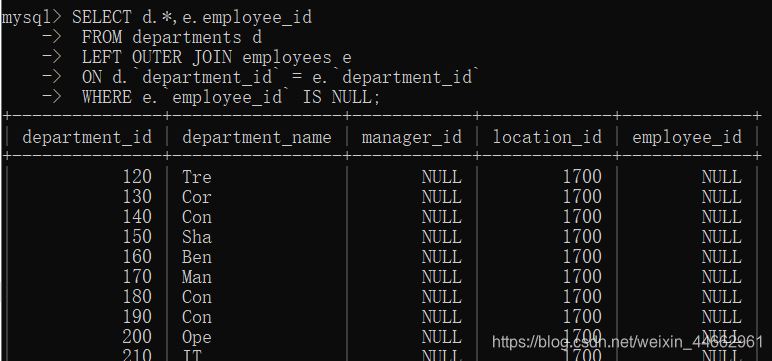 mysql> SELECT d.*,e.employee_id
-> FROM departments d
-> LEFT OUTER JOIN employees e
-> ON d.`department_id` = e.`department_id`
-> WHERE e.`employee_id` IS NULL;
| department_id | department_name | manager_id | location_id | employee_id |
| 120 | Tre | NULL | 1700 | NULL |
| 130 | Cor | NULL | 1700 | NULL |
| 140 | Con | NULL | 1700 | NULL |
| 150 | Sha | NULL | 1700 | NULL |
| 160 | Ben | NULL | 1700 | NULL |
| 170 | Man | NULL | 1700 | NULL |
| 180 | Con | NULL | 1700 | NULL |
| 190 | Con | NULL | 1700 | NULL |
| 200 | Ope | NULL | 1700 | NULL |
| 210 | IT | NULL | 1700 | NULL |
https://blog.csdn.net/weixin_44662961